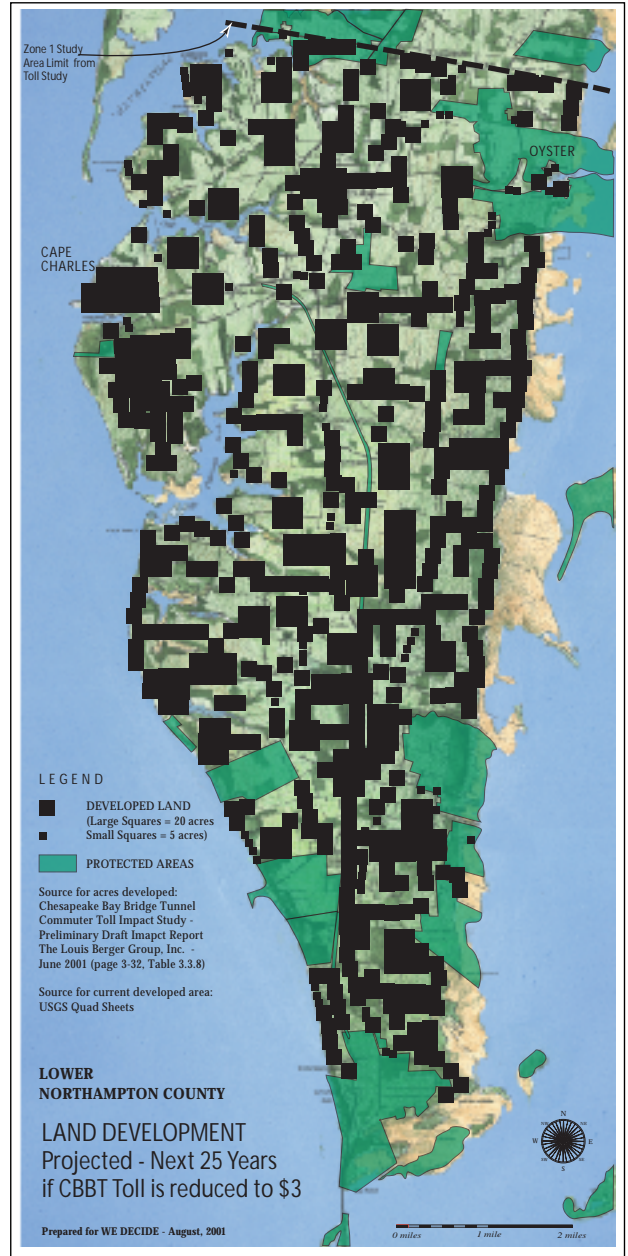 Zone 1 Study
Area Limit from
Toll Study
OYSTER
CAPE
CHARLES
LEGEND
DEVELOPED LAND
(Large Squares = 20 acres
Small Squares = 5 acres)
PROTECTED AREAS
Source for acres developed:
Chesapeake Bay Bridge Tunnel
Commuter Toll Impact Study -
Preliminary Draft Imapct Report
The Louis Berger Group, Inc. -
June 2001 (page 3-32, Table 3.3.8)
Source for current developed area:
USGS Quad Sheets
LOWER
NORTHAMPTON COUNTY
LAND DEVELOPMENT
Projected - Next 25 Years
if CBBT Toll is reduced to $3
Prepared for WE DECIDE - August, 2001
N
NW NE
W E
SW SE
S
0 miles 1 mile 2 miles